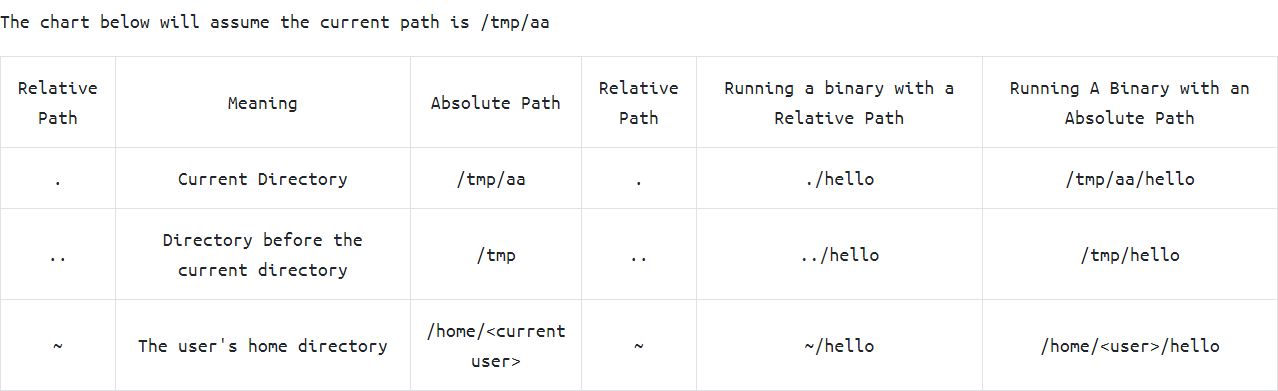 The chart below will assume the current path is /tmp/aa
Relative Path | Meaning | Absolute Path | Relative Path | Running a binary with a Relative Path | Running A Binary with an Absolute Path
. | Current Directory | /tmp/aa | . | ./hello | /tmp/aa/hello
.. | Directory before the current directory | /tmp | .. | ../hello | /tmp/hello
~ | The user's home directory | /home/<current user> | ~ | ~/hello | /home/<user>/hello